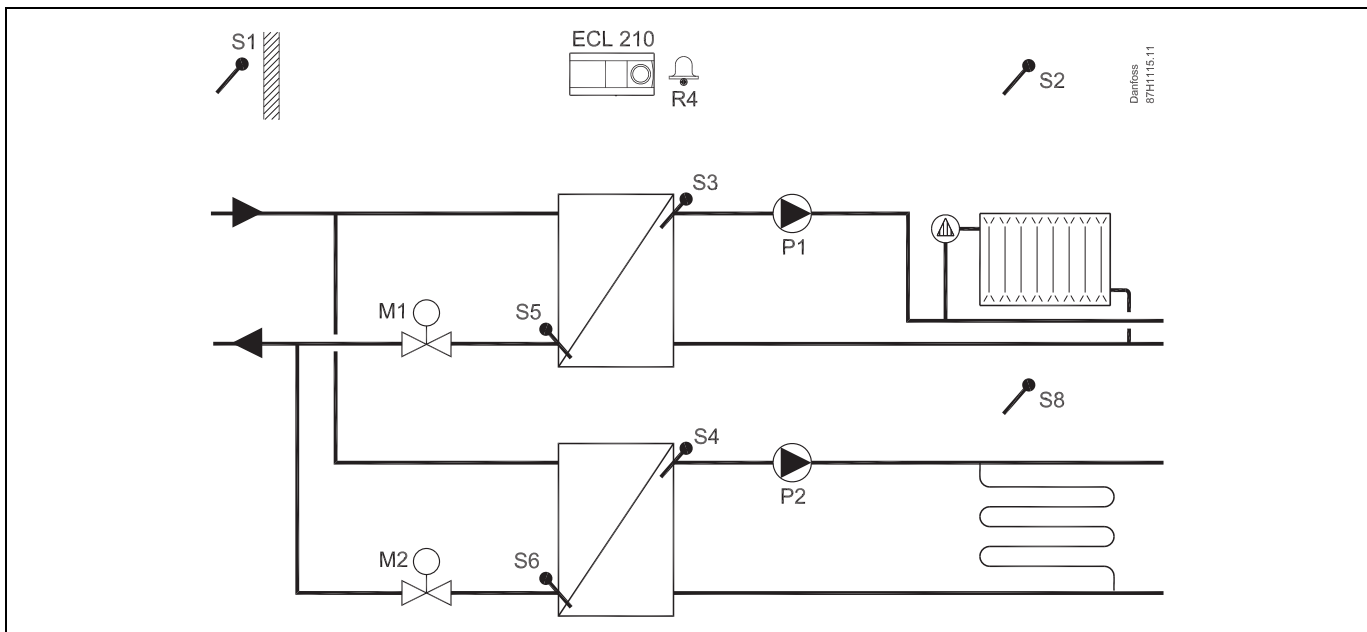 S1
ECL 210
R4
S2
Danfoss
87H1115.11
S3
P1
M1
S5
S8
S4
P2
M2
S6